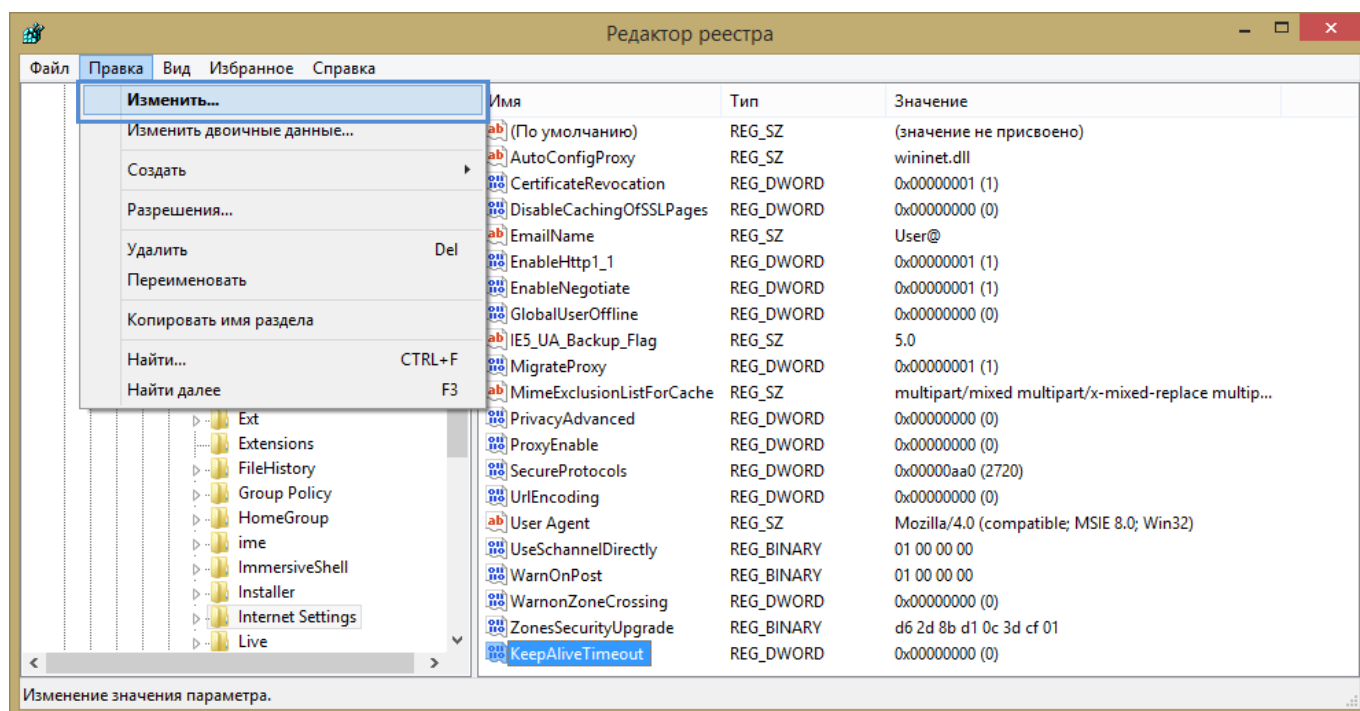 Редактор реестра
Файл Правка Вид Избранное Справка
Изменить...
Изменить двоичные данные...
Создать
Разрешения...
Удалить Del
Переименовать
Копировать имя раздела
Найти... CTRL+F
Найти далее F3
Ext
Extensions
FileHistory
Group Policy
HomeGroup
ime
ImmersiveShell
Installer
Internet Settings
Live
Имя Тип Значение
(По умолчанию) REG_SZ (значение не присвоено)
AutoConfigProxy REG_SZ wininet.dll
CertificateRevocation REG_DWORD 0x00000001 (1)
DisableCachingOfSSLPages REG_DWORD 0x00000000 (0)
EmailName REG_SZ User@
EnableHttp1_1 REG_DWORD 0x00000001 (1)
EnableNegotiate REG_DWORD 0x00000001 (1)
GlobalUserOffline REG_DWORD 0x00000000 (0)
IE5_UA_Backup_Flag REG_SZ 5.0
MigrateProxy REG_DWORD 0x00000001 (1)
MimeExclusionListForCache REG_SZ multipart/mixed multipart/x-mixed-replace multip...
PrivacyAdvanced REG_DWORD 0x00000000 (0)
ProxyEnable REG_DWORD 0x00000000 (0)
SecureProtocols REG_DWORD 0x00000aa0 (2720)
UrlEncoding REG_DWORD 0x00000000 (0)
User Agent REG_SZ Mozilla/4.0 (compatible; MSIE 8.0; Win32)
UseSchannelDirectly REG_BINARY 01 00 00 00
WarnOnPost REG_BINARY 01 00 00 00
WarnonZoneCrossing REG_DWORD 0x00000000 (0)
ZonesSecurityUpgrade REG_BINARY d6 2d 8b d1 0c 3d cf 01
KeepAliveTimeout REG_DWORD 0x00000000 (0)
Изменение значения параметра.